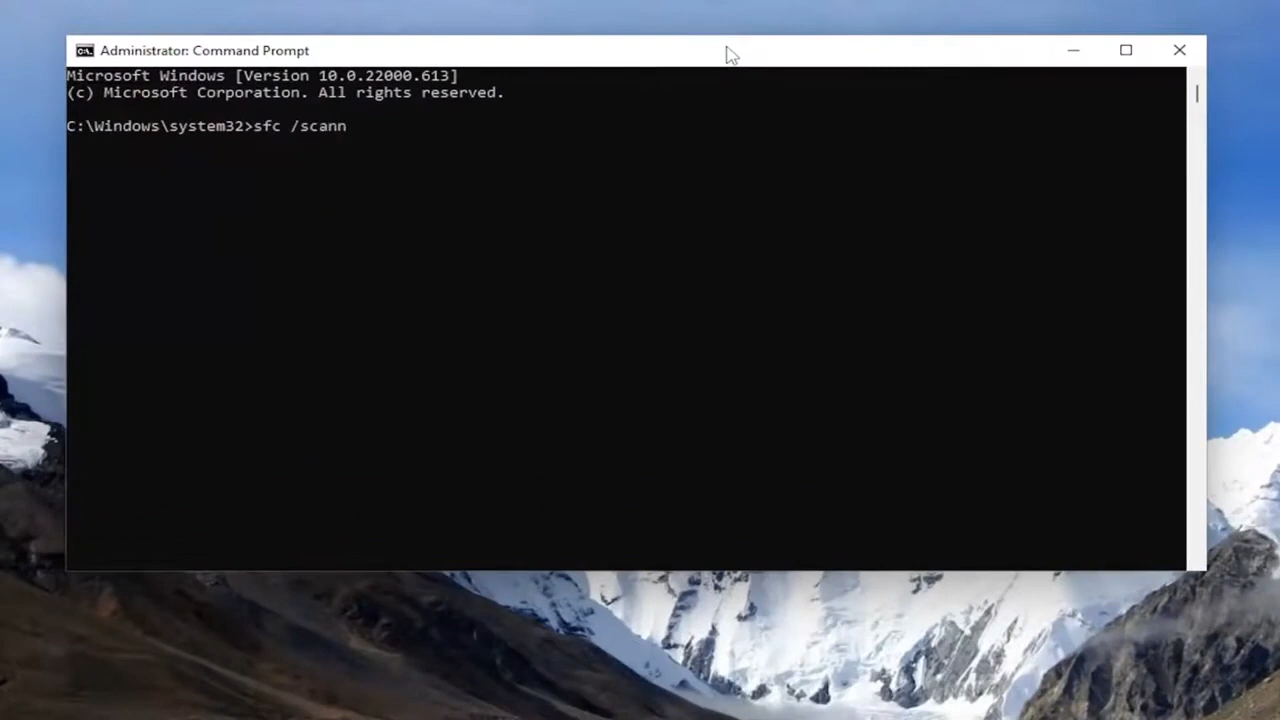 Administrator: Command Prompt
Microsoft Windows [Version 10.0.22000.613]
(c) Microsoft Corporation. All rights reserved.
C:\Windows\system32>sfc /scann